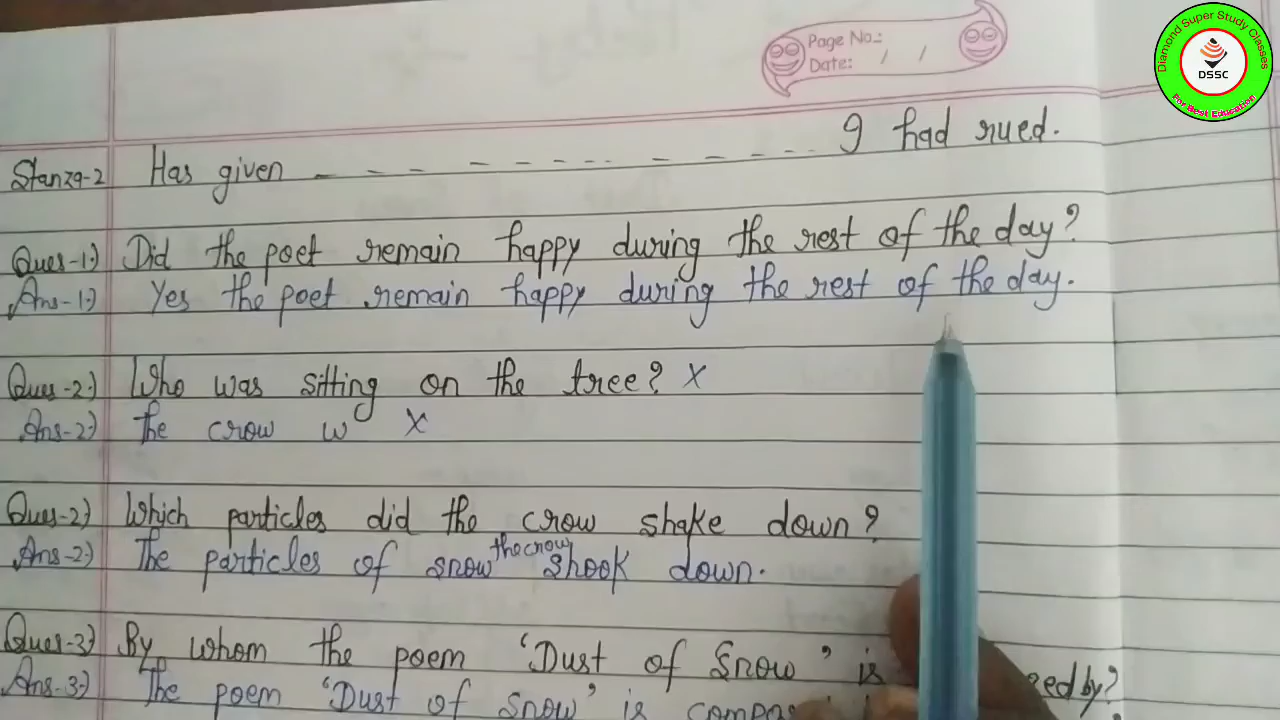 Page No.:
Date: / /
Diamond Super Study Classes
DSSC
For Best Education
Stanza-2 Has given _ _ _ _ _ _ _ _ _ _ _ I had rued.
Ques-1:) Did the poet remain happy during the rest of the day?
Ans-1:) Yes the poet remain happy during the rest of the day.
Ques-2:) Who was sitting on the tree? X
Ans-2:) The crow w X
Ques-2:) Which particles did the crow shake down?
Ans-2:) The particles of snow the crow shook down.
Ques-3:) By whom the poem 'Dust of Snow' is by?
Ans-3:) The poem 'Dust of Snow' is